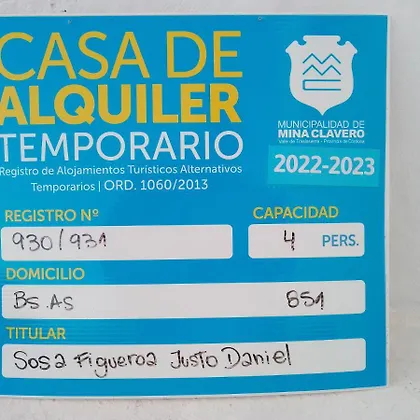 CASA DE
ALQUILER
TEMPORARIO
Registro de Alojamientos Turísticos Alternativos
Temporarios | ORD. 1060/2013
MUNICIPALIDAD DE
MINA CLAVERO
Valle de Traslasierra - Provincia de Córdoba
2022-2023
REGISTRO Nº
930/931
CAPACIDAD
4 PERS.
DOMICILIO
Bs.As 851
TITULAR
Sosa Figueroa Justo Daniel